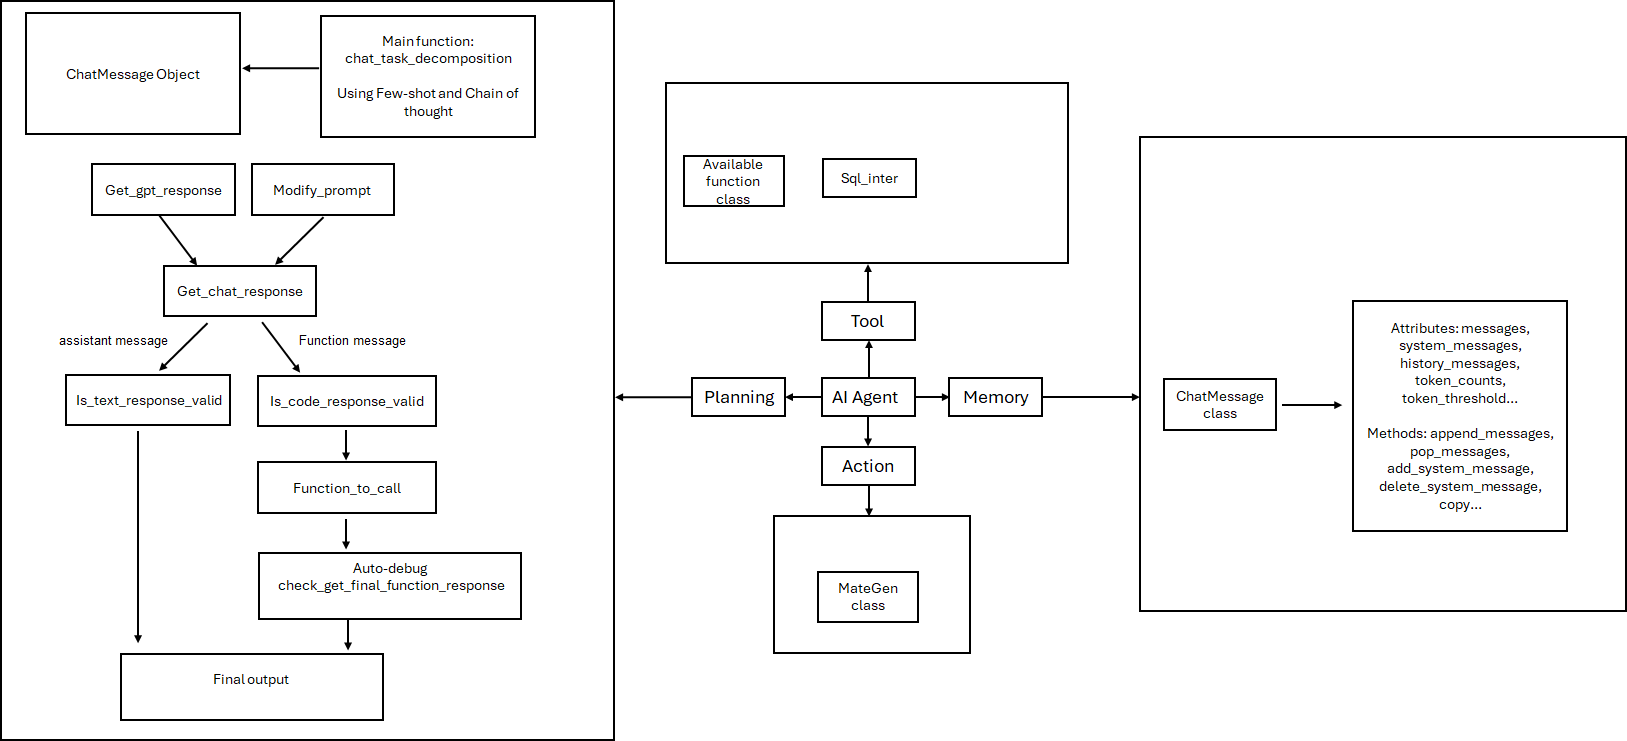 ChatMessage Object
Main function:
chat_task_decomposition
Using Few-shot and Chain of
thought
Get_gpt_response
Modify_prompt
Get_chat_response
assistant message
Function message
Is_text_response_valid
Is_code_response_valid
Function_to_call
Auto-debug
check_get_final_function_response
Final output
Available
function
class
Sql_inter
Tool
Planning
AI Agent
Memory
Action
MateGen
class
ChatMessage
class
Attributes: messages,
system_messages,
history_messages,
token_counts,
token_threshold...
Methods: append_messages,
pop_messages,
add_system_message,
delete_system_message,
copy...